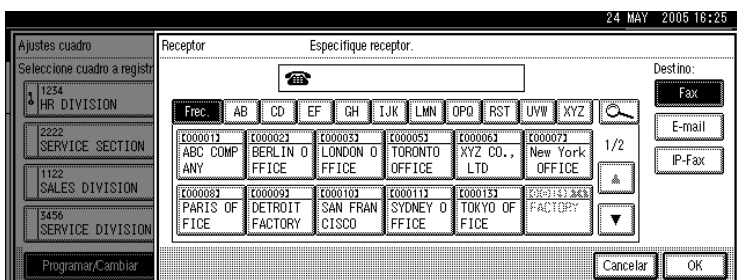 24 MAY 2005 16:25
Ajustes cuadro
Seleccione cuadro a registr
1234
HR DIVISION
2222
SERVICE SECTION
1122
SALES DIVISION
3456
SERVICE DIVISION
Programar/Cambiar
Receptor Especifique receptor.
Frec. AB CD EF GH IJK LMN OPQ RST UVW XYZ
[00001] [00002] [00003] [00005] [00006] [00007]
ABC COMP BERLIN O LONDON O TORONTO XYZ CO., New York
ANY FFICE FFICE OFFICE LTD OFFICE
[00008] [00009] [00010] [00011] [00013]
PARIS OF DETROIT SAN FRAN SYDNEY O TOKYO OF FACTORY
FICE FACTORY CISCO FFICE FICE
1/2
Destino:
Fax
E-mail
IP-Fax
Cancelar OK